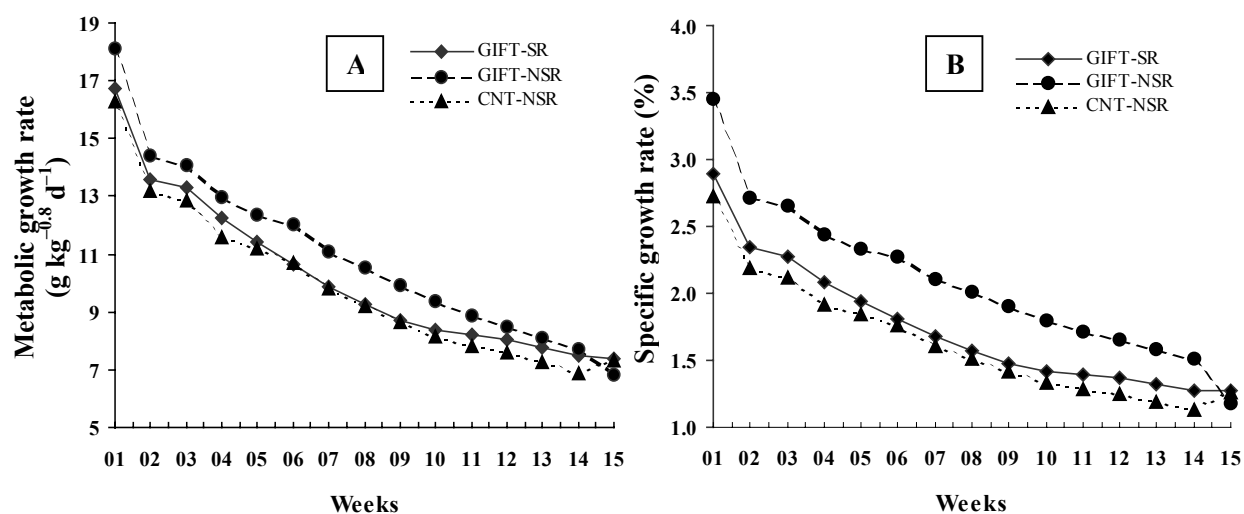 A
GIFT-SR
GIFT-NSR
CNT-NSR
Metabolic growth rate
(g kg⁻⁰·⁸ d⁻¹)
19
17
15
13
11
9
7
5
01 02 03 04 05 06 07 08 09 10 11 12 13 14 15
Weeks
B
GIFT-SR
GIFT-NSR
CNT-NSR
Specific growth rate (%)
4.0
3.5
3.0
2.5
2.0
1.5
1.0
01 02 03 04 05 06 07 08 09 10 11 12 13 14 15
Weeks